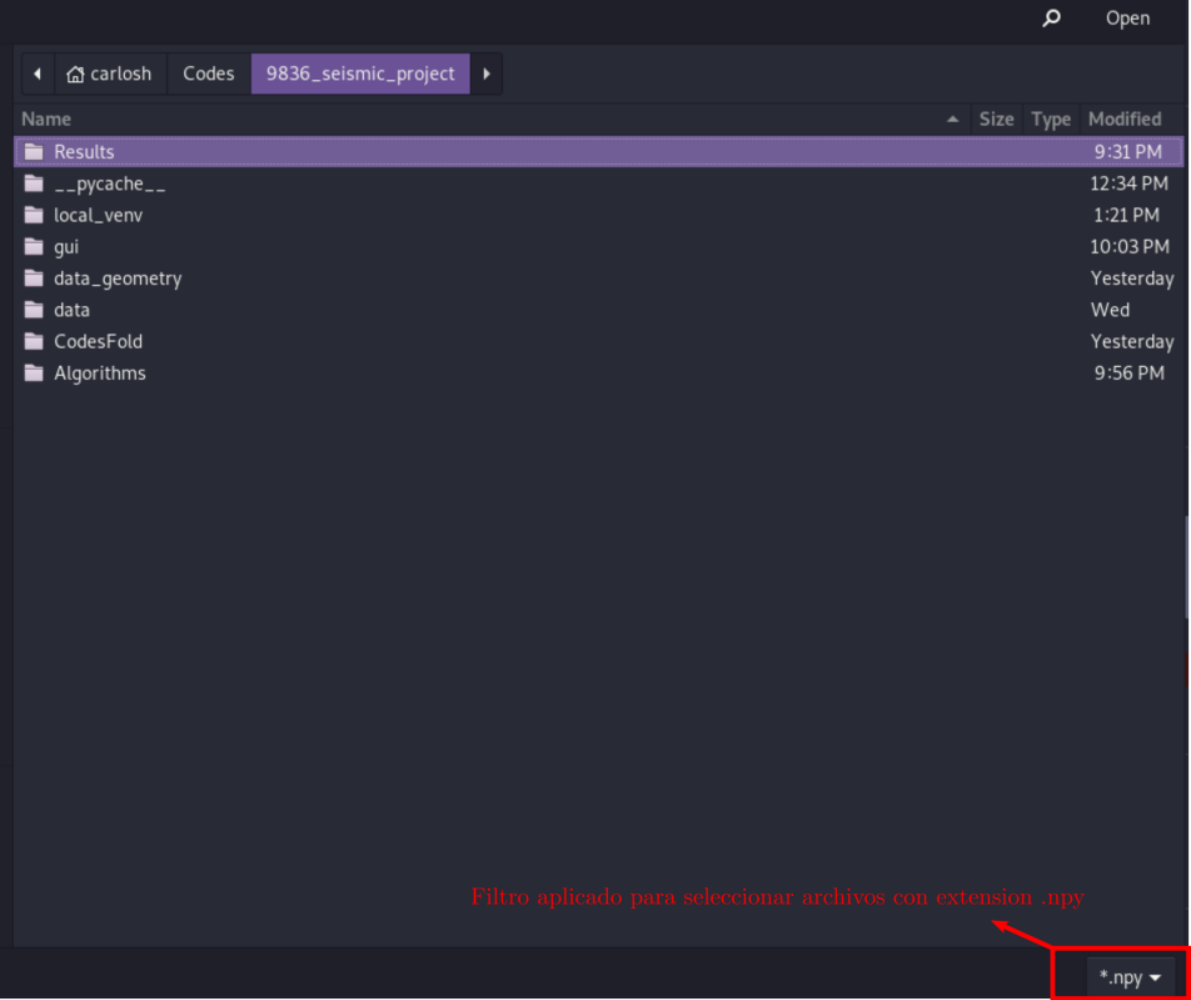 Open
carlosh Codes 9836_seismic_project
Name Size Type Modified
Results 9:31 PM
__pycache__ 12:34 PM
local_venv 1:21 PM
gui 10:03 PM
data_geometry Yesterday
data Wed
CodesFold Yesterday
Algorithms 9:56 PM
Filtro aplicado para seleccionar archivos con extension .npy
*.npy